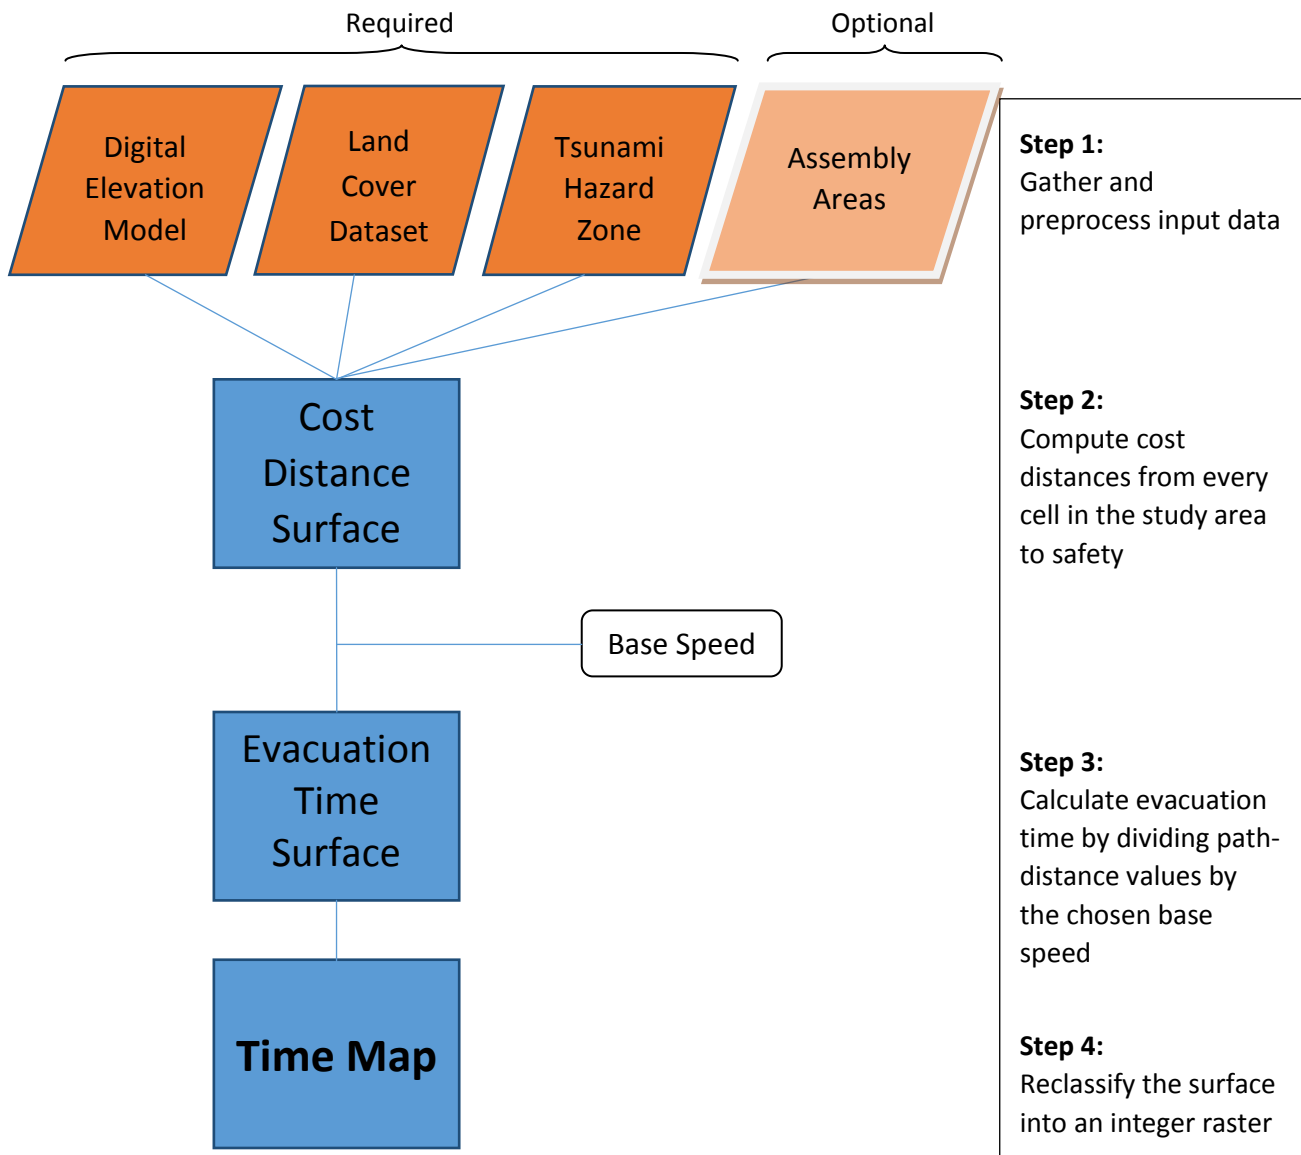 Required
Optional
Digital
Elevation
Model
Land
Cover
Dataset
Tsunami
Hazard
Zone
Assembly
Areas
Step 1:
Gather and
preprocess input data
Cost
Distance
Surface
Step 2:
Compute cost
distances from every
cell in the study area
to safety
Base Speed
Evacuation
Time
Surface
Step 3:
Calculate evacuation
time by dividing path-
distance values by
the chosen base
speed
Time Map
Step 4:
Reclassify the surface
into an integer raster